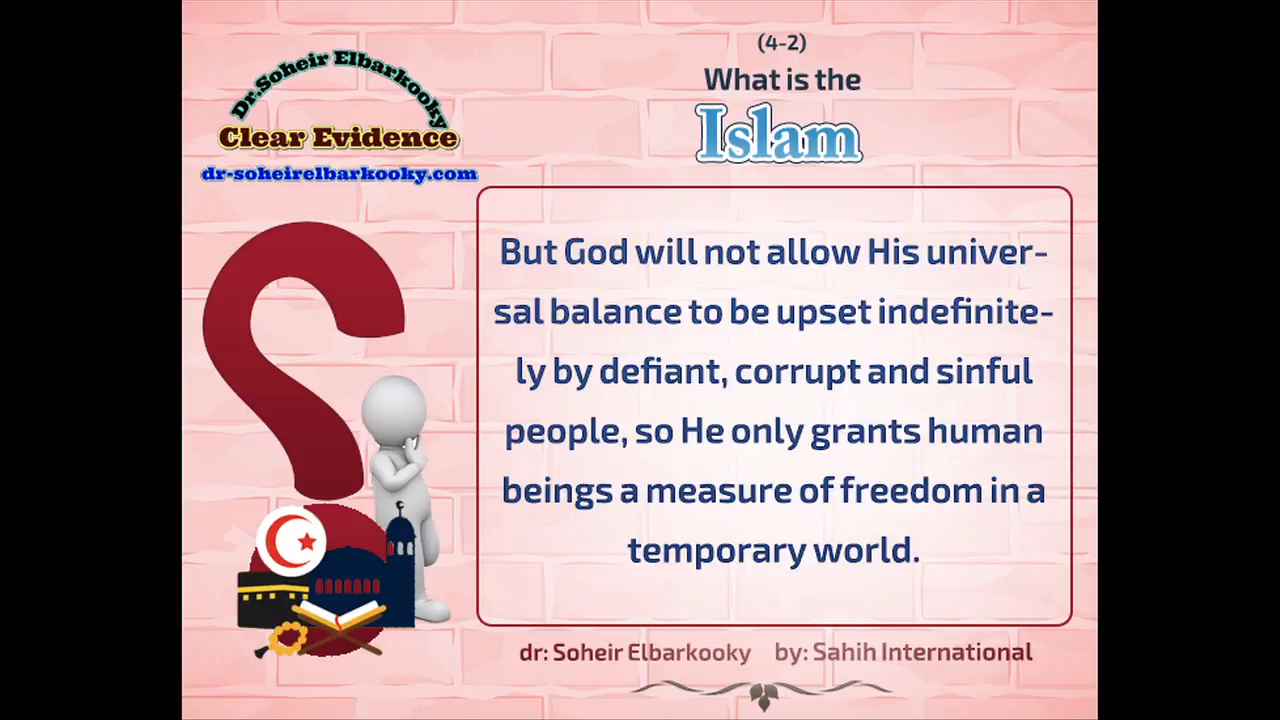 Dr.Soheir Elbarkooky
Clear Evidence
dr-soheirelbarkooky.com
(4-2)
What is the
Islam
But God will not allow His univer-
sal balance to be upset indefinite-
ly by defiant, corrupt and sinful
people, so He only grants human
beings a measure of freedom in a
temporary world.
dr: Soheir Elbarkooky by: Sahih International